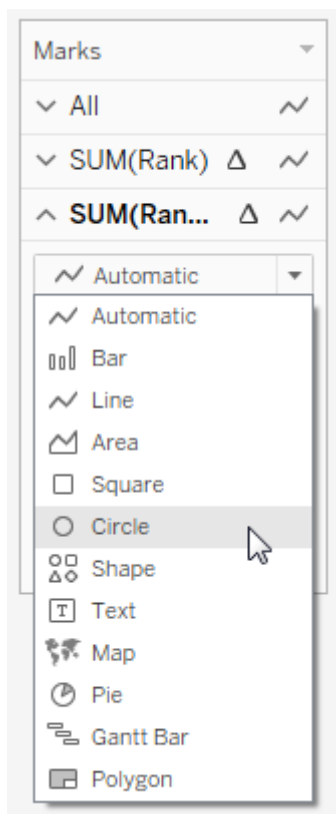 Marks
All
SUM(Rank) Δ
SUM(Ran... Δ
Automatic
Automatic
Bar
Line
Area
Square
Circle
Shape
Text
Map
Pie
Gantt Bar
Polygon